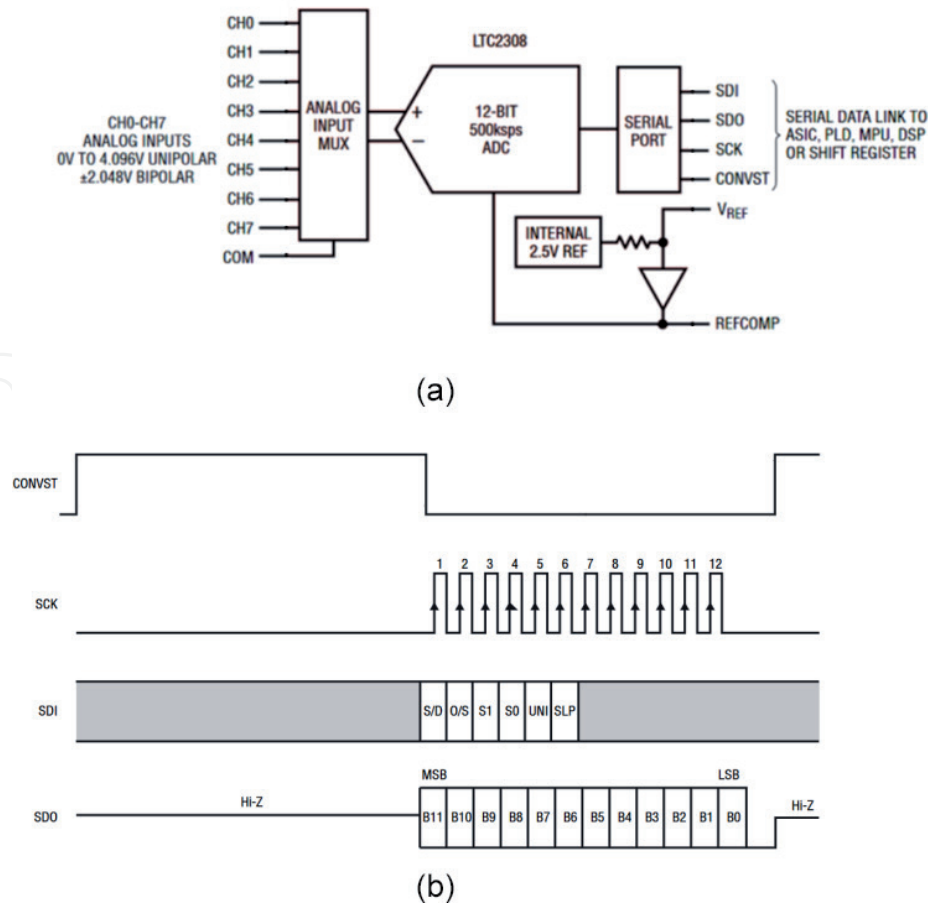 LTC2308
CH0
CH1
CH2
CH3
CH4
CH5
CH6
CH7
COM
CH0-CH7
ANALOG INPUTS
0V TO 4.096V UNIPOLAR
±2.048V BIPOLAR
ANALOG
INPUT
MUX
+
−
12-BIT
500ksps
ADC
SERIAL
PORT
SDI
SDO
SCK
CONVST
SERIAL DATA LINK TO
ASIC, PLD, MPU, DSP
OR SHIFT REGISTER
INTERNAL
2.5V REF
VREF
REFCOMP
(a)
CONVST
1 2 3 4 5 6 7 8 9 10 11 12
SCK
SDI
S/D O/S S1 S0 UNI SLP
MSB LSB
SDO Hi-Z B11 B10 B9 B8 B7 B6 B5 B4 B3 B2 B1 B0 Hi-Z
(b)